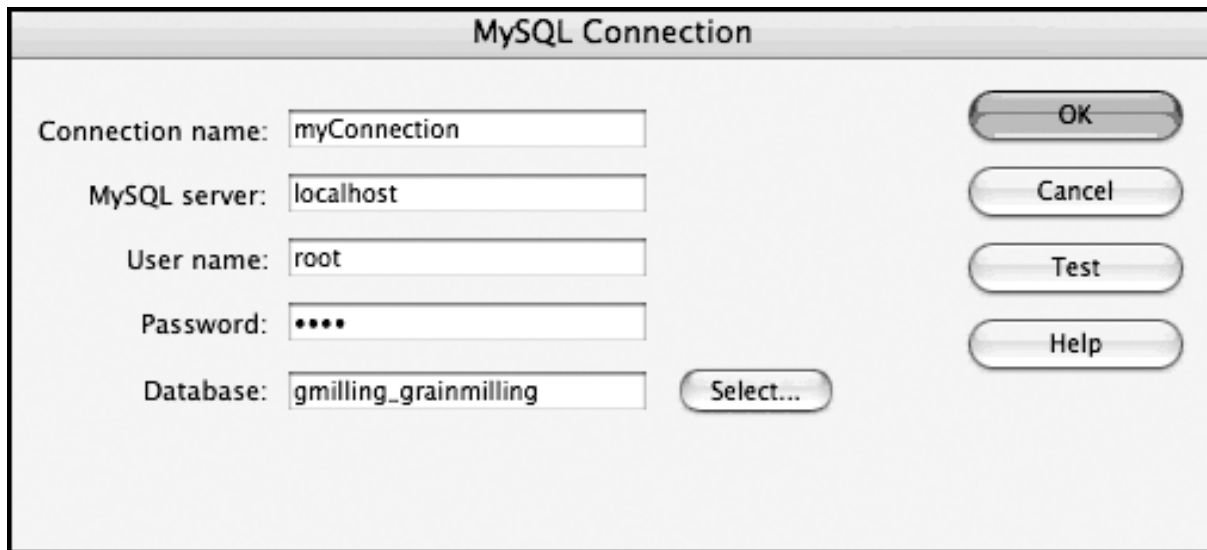 MySQL Connection
Connection name: myConnection
OK
MySQL server: localhost
Cancel
User name: root
Test
Password: ••••
Help
Database: gmilling_grainmilling Select...